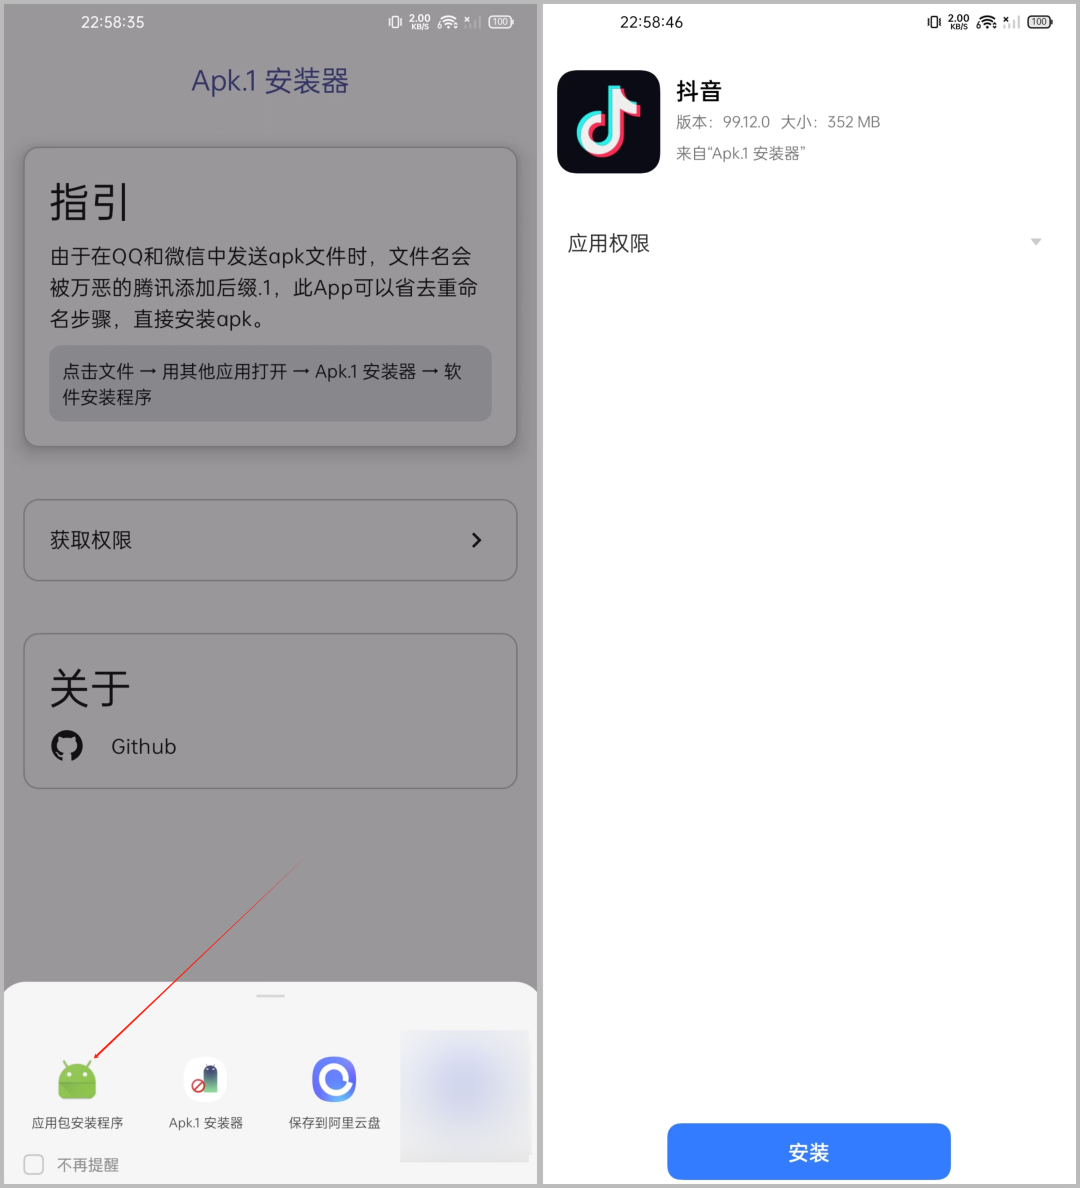 22:58:35
2.00
KB/S
6
100
Apk.1 安装器
指引
由于在QQ和微信中发送apk文件时，文件名会
被万恶的腾讯添加后缀.1，此App可以省去重命
名步骤，直接安装apk。
点击文件 → 用其他应用打开 → Apk.1 安装器 → 软
件安装程序
获取权限
关于
Github
应用包安装程序
Apk.1 安装器
保存到阿里云盘
不再提醒
22:58:46
2.00
KB/S
6
100
抖音
版本：99.12.0 大小：352 MB
来自“Apk.1 安装器”
应用权限
安装